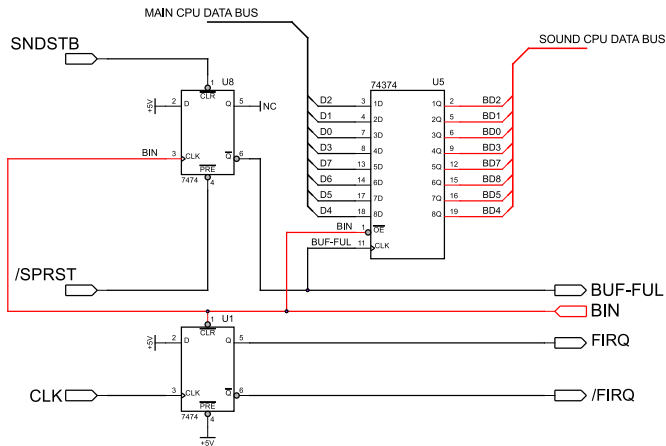 MAIN CPU DATA BUS
SOUND CPU DATA BUS
SNDSTB
U8
1
CLR
+5V 2 D Q 5 NC
BIN 3 CLK Q 6
PRE
7474 4
/SPRST
74374 U5
D2 3 1D 1Q 2 BD2
D1 4 2D 2Q 5 BD1
D0 7 3D 3Q 6 BD0
D3 8 4D 4Q 9 BD3
D7 13 5D 5Q 12 BD7
D6 14 6Q 6Q 15 BD8
D5 17 7D 7Q 16 BD5
D4 18 8D 8Q 19 BD4
BIN 1 OE
BUF-FUL 11 CLK
BUF-FUL
BIN
U1
1
CLR
+5V 2 D Q 5 FIRQ
CLK 3 CLK Q 6 /FIRQ
PRE
7474 4
+5V